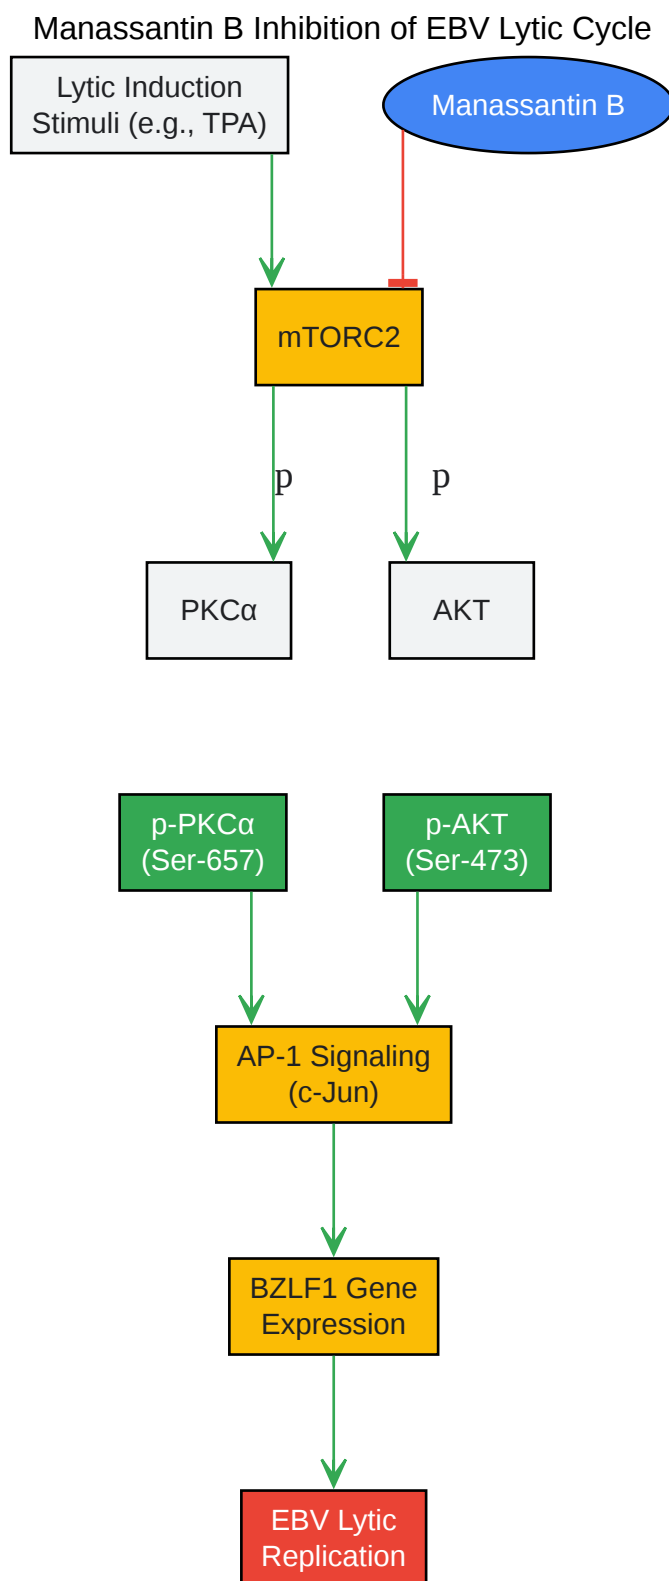 Manassantin B Inhibition of EBV Lytic Cycle
Lytic Induction
Stimuli (e.g., TPA)
Manassantin B
mTORC2
p
p
PKCα
AKT
p-PKCα
(Ser-657)
p-AKT
(Ser-473)
AP-1 Signaling
(c-Jun)
BZLF1 Gene
Expression
EBV Lytic
Replication